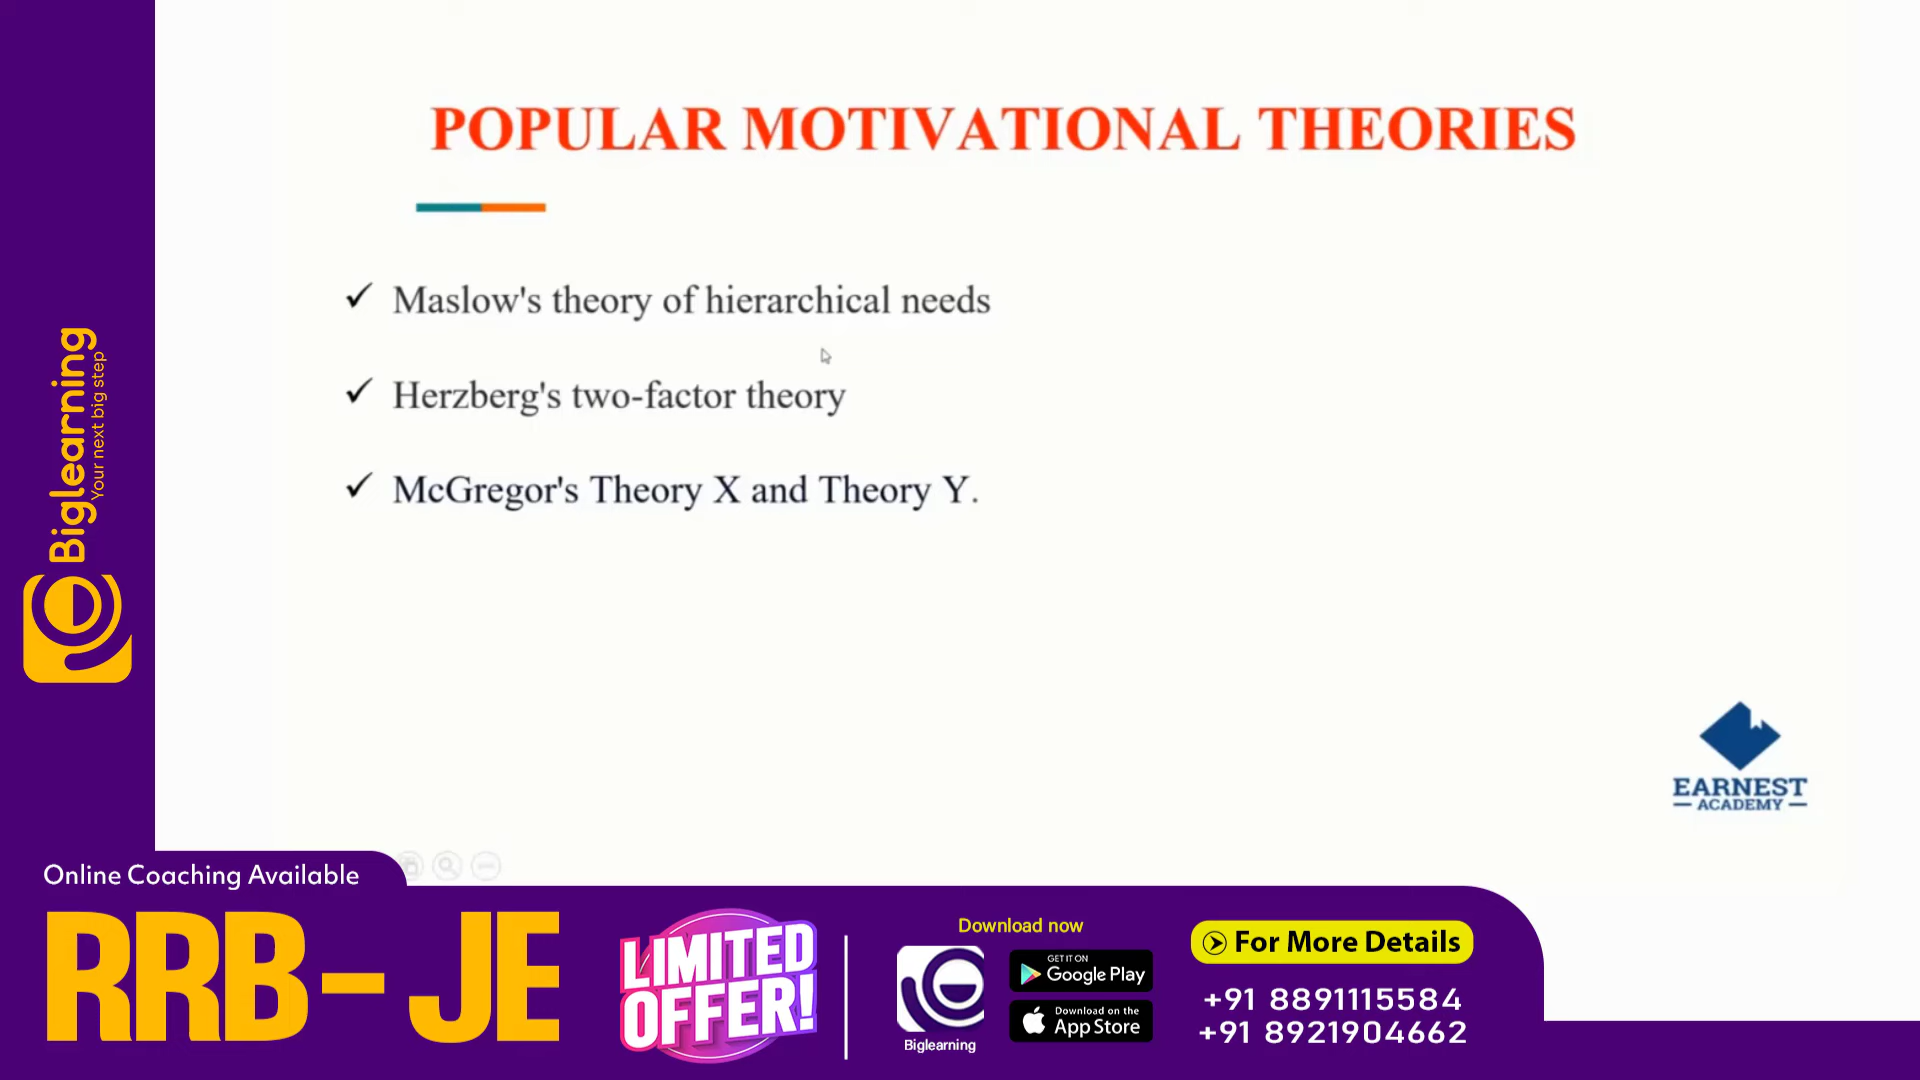 POPULAR MOTIVATIONAL THEORIES
✓ Maslow's theory of hierarchical needs
✓ Herzberg's two-factor theory
✓ McGregor's Theory X and Theory Y.
Biglearning
Your next big step
EARNEST
ACADEMY
Online Coaching Available
RRB - JE
LIMITED
OFFER!
Download now
Biglearning
GET IT ON
Google Play
Download on the
App Store
For More Details
+91 8891115584
+91 8921904662